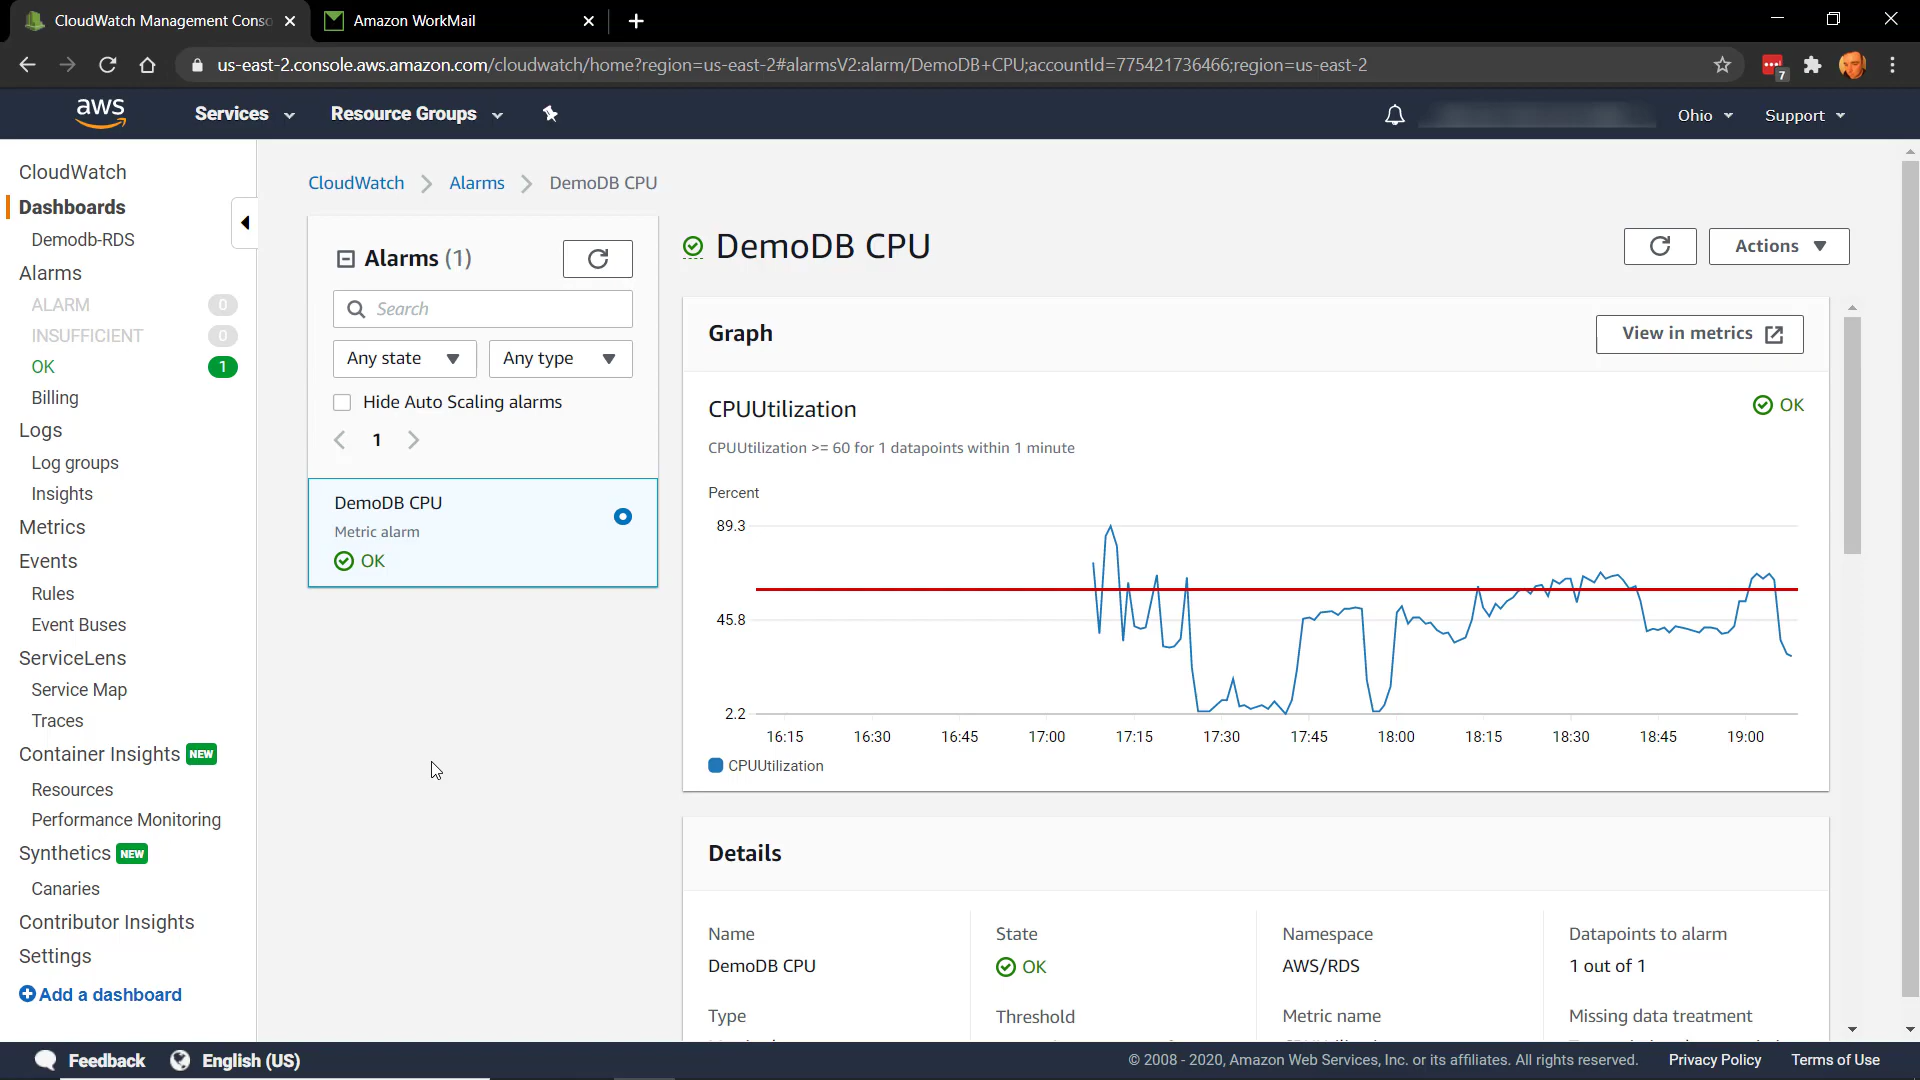 CloudWatch Management Conso
Amazon WorkMail
us-east-2.console.aws.amazon.com/cloudwatch/home?region=us-east-2#alarmsV2:alarm/DemoDB+CPU;accountId=775421736466;region=us-east-2
7
aws
Services
Resource Groups
Ohio
Support
CloudWatch
Dashboards
Demodb-RDS
Alarms
ALARM 0
INSUFFICIENT 0
OK 1
Billing
Logs
Log groups
Insights
Metrics
Events
Rules
Event Buses
ServiceLens
Service Map
Traces
Container Insights NEW
Resources
Performance Monitoring
Synthetics NEW
Canaries
Contributor Insights
Settings
Add a dashboard
CloudWatch
Alarms
DemoDB CPU
Alarms (1)
Search
Any state
Any type
Hide Auto Scaling alarms
1
DemoDB CPU
Metric alarm
OK
DemoDB CPU
Actions
Graph
View in metrics
CPUUtilization
OK
CPUUtilization >= 60 for 1 datapoints within 1 minute
Percent
89.3
45.8
2.2
16:15 16:30 16:45 17:00 17:15 17:30 17:45 18:00 18:15 18:30 18:45 19:00
CPUUtilization
Details
Name
DemoDB CPU
State
OK
Namespace
AWS/RDS
Datapoints to alarm
1 out of 1
Type
Threshold
Metric name
Missing data treatment
Feedback
English (US)
© 2008 - 2020, Amazon Web Services, Inc. or its affiliates. All rights reserved.
Privacy Policy
Terms of Use